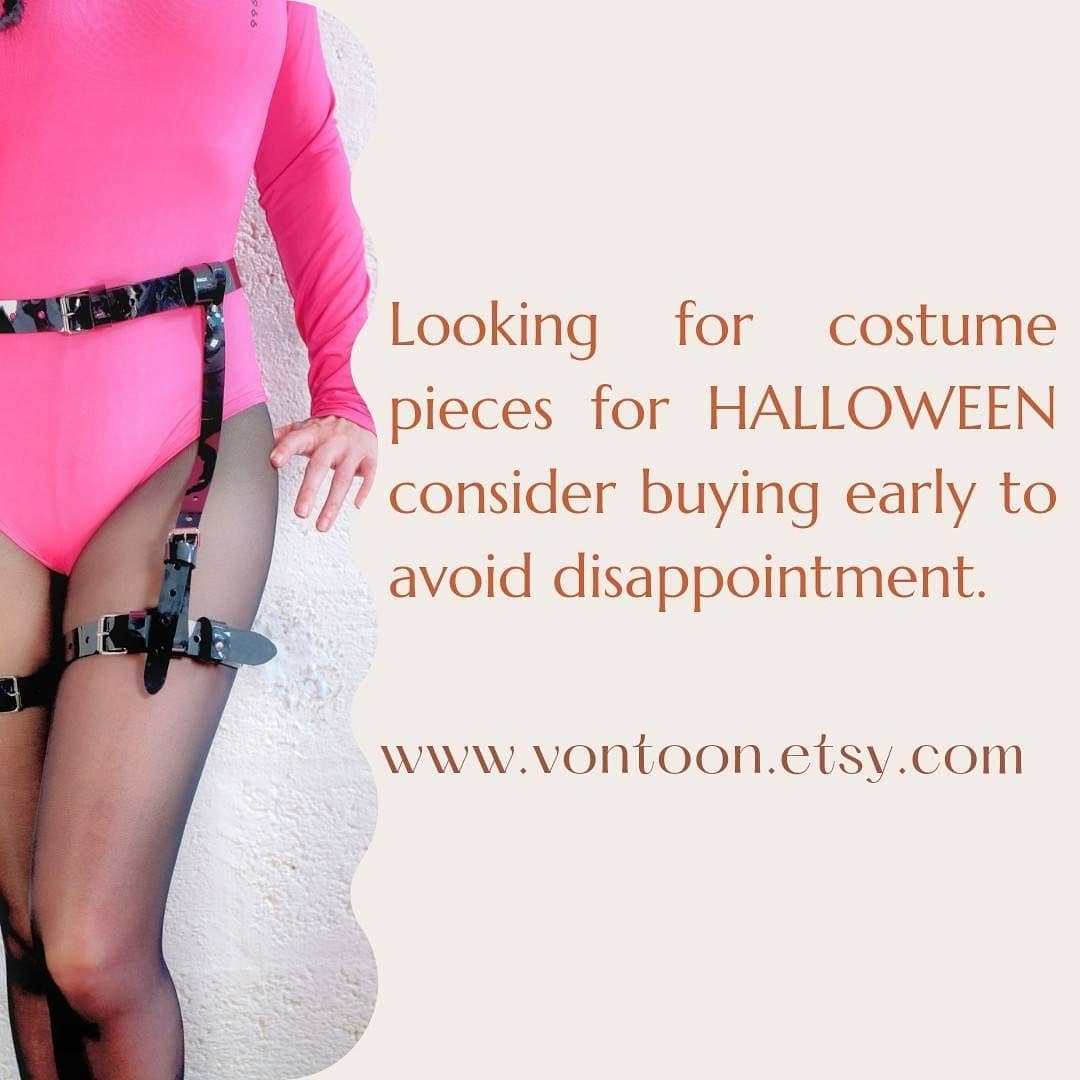 Looking for costume
pieces for HALLOWEEN
consider buying early to
avoid disappointment.
www.vontoon.etsy.com